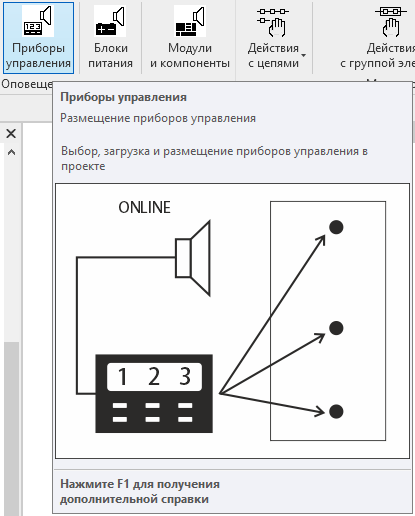 Приборы
управления
Блоки
питания
Модули
и компоненты
Действия
с цепями
Действия
с группой эле
Оповеще
Приборы управления
Размещение приборов управления
Выбор, загрузка и размещение приборов управления в
проекте
ONLINE
1 2 3
Нажмите F1 для получения
дополнительной справки